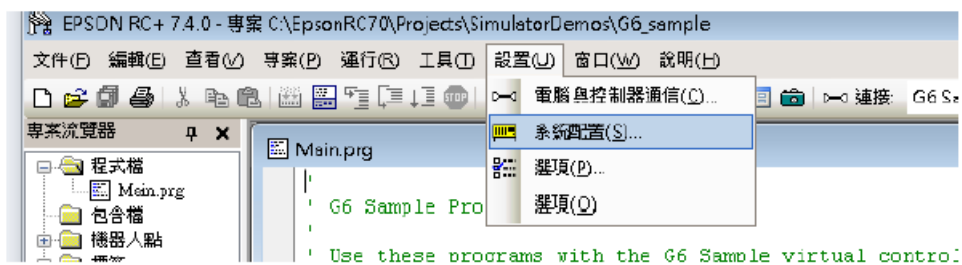 EPSON RC+ 7.4.0 - 專案 C:\EpsonRC70\Projects\SimulatorDemos\G6_sample
文件(F) 編輯(E) 查看(V) 專案(P) 運行(R) 工具(T) 設置(U) 窗口(W) 說明(H)
電腦與控制器通信(C)... 連接: G6 Sa
專案流覽器
系統配置(S)...
Main.prg
程式檔
選項(P)...
Main.prg
' G6 Sample Pro
選項(O)
包含檔
機器人點
' Use these programs with the G6 Sample virtual control
標簽